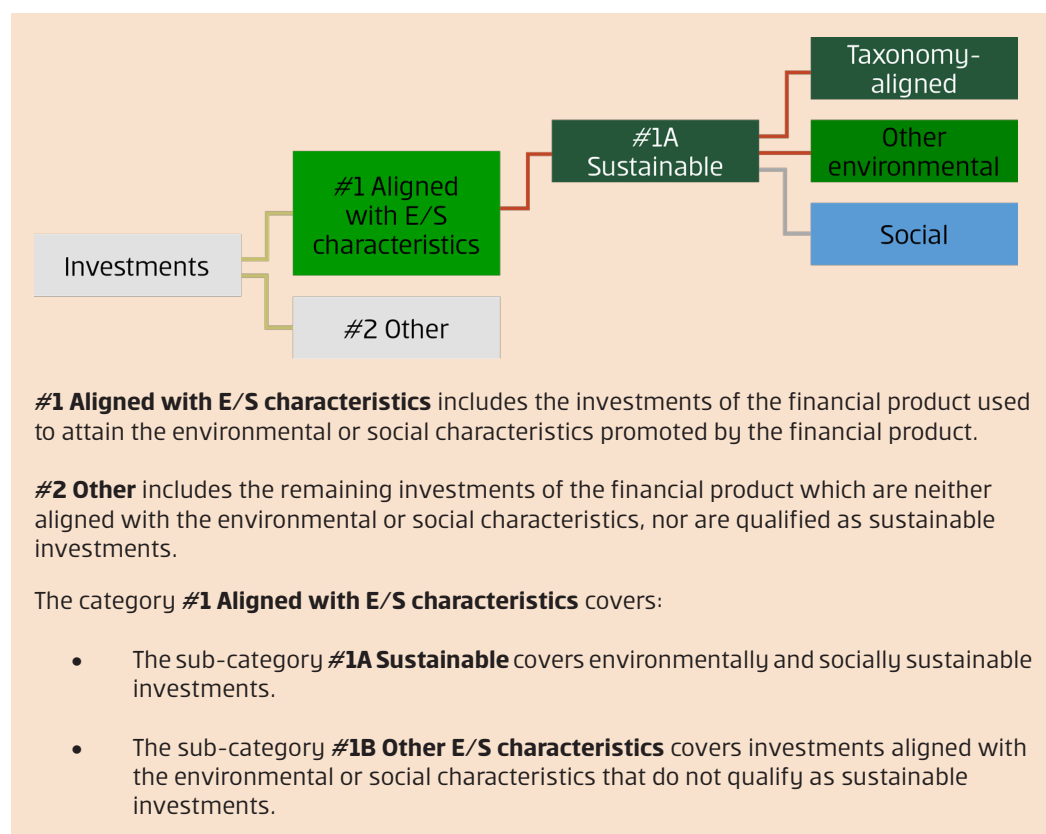 Taxonomy-
aligned
#1A
Sustainable
Other
environmental
#1 Aligned
with E/S
characteristics
Social
Investments
#2 Other
#1 Aligned with E/S characteristics includes the investments of the financial product used
to attain the environmental or social characteristics promoted by the financial product.
#2 Other includes the remaining investments of the financial product which are neither
aligned with the environmental or social characteristics, nor are qualified as sustainable
investments.
The category #1 Aligned with E/S characteristics covers:
• The sub-category #1A Sustainable covers environmentally and socially sustainable
investments.
• The sub-category #1B Other E/S characteristics covers investments aligned with
the environmental or social characteristics that do not qualify as sustainable
investments.